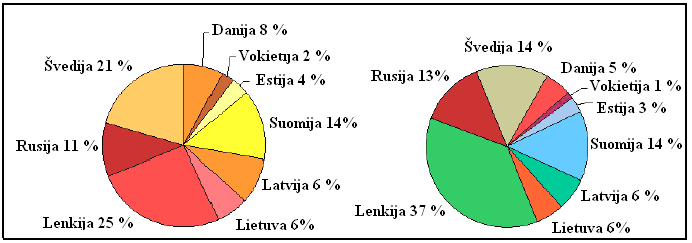 Danija 8 %
Vokietija 2 %
Estija 4 %
Suomija 14%
Latvija 6 %
Lietuva 6%
Lenkija 25 %
Rusija 11 %
Švedija 21 %
Švedija 14 %
Danija 5 %
Vokietija 1 %
Estija 3 %
Suomija 14 %
Latvija 6 %
Lietuva 6%
Lenkija 37 %
Rusija 13%